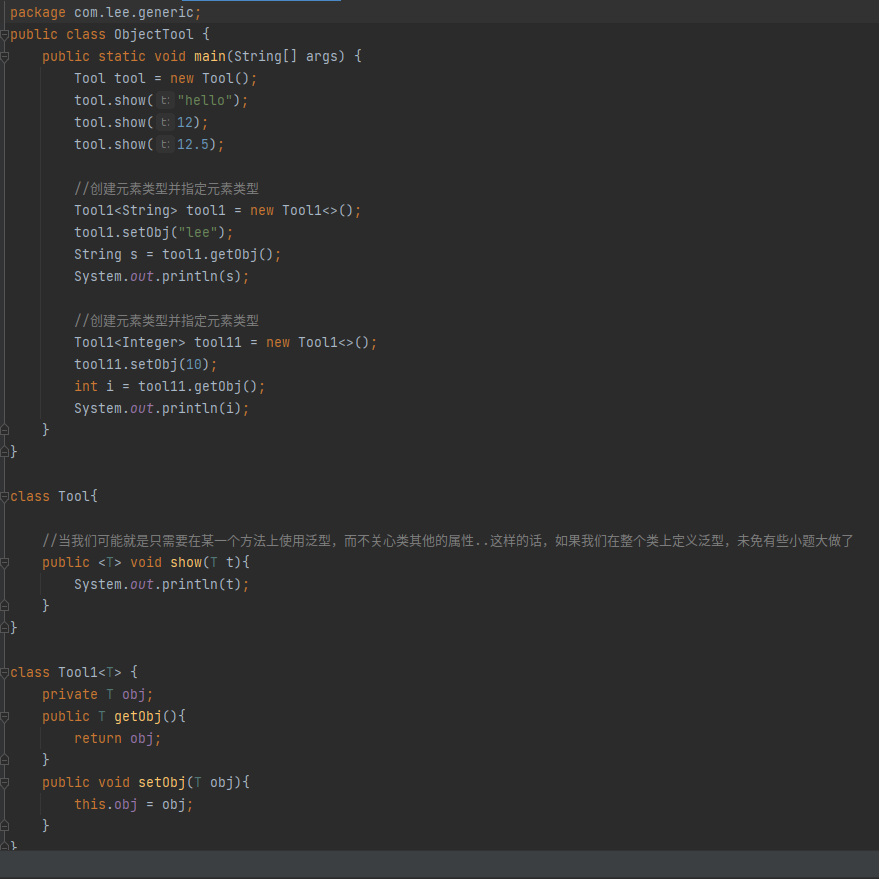 package com.lee.generic;
public class ObjectTool {
    public static void main(String[] args) {
        Tool tool = new Tool();
        tool.show( t: "hello");
        tool.show( t: 12);
        tool.show( t: 12.5);

        //创建元素类型并指定元素类型
        Tool1<String> tool1 = new Tool1<>();
        tool1.setObj("lee");
        String s = tool1.getObj();
        System.out.println(s);

        //创建元素类型并指定元素类型
        Tool1<Integer> tool11 = new Tool1<>();
        tool11.setObj(10);
        int i = tool11.getObj();
        System.out.println(i);
    }
}

class Tool{

    //当我们可能就是只需要在某一个方法上使用泛型，而不关心类其他的属性..这样的话，如果我们在整个类上定义泛型，未免有些小题大做了
    public <T> void show(T t){
        System.out.println(t);
    }
}

class Tool1<T> {
    private T obj;
    public T getObj(){
        return obj;
    }
    public void setObj(T obj){
        this.obj = obj;
    }
}